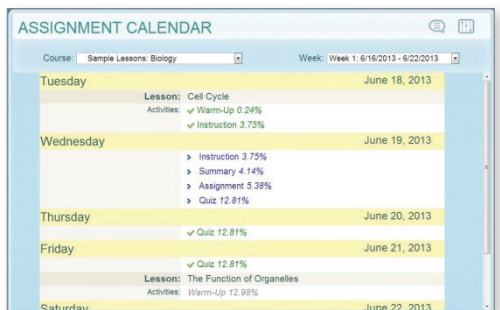 ASSIGNMENT CALENDAR
Course: Sample Lessons: Biology Week: Week 1: 6/16/2013 - 6/22/2013
Tuesday June 18, 2013
Lesson: Cell Cycle
Activities: Warm-Up 0.24%
Instruction 3.75%
Wednesday June 19, 2013
Instruction 3.75%
Summary 4.14%
Assignment 5.38%
Quiz 12.81%
Thursday June 20, 2013
Quiz 12.81%
Friday June 21, 2013
Quiz 12.81%
Lesson: The Function of Organelles
Activities: Warm-Up 12.98%
Saturday June 22, 2013